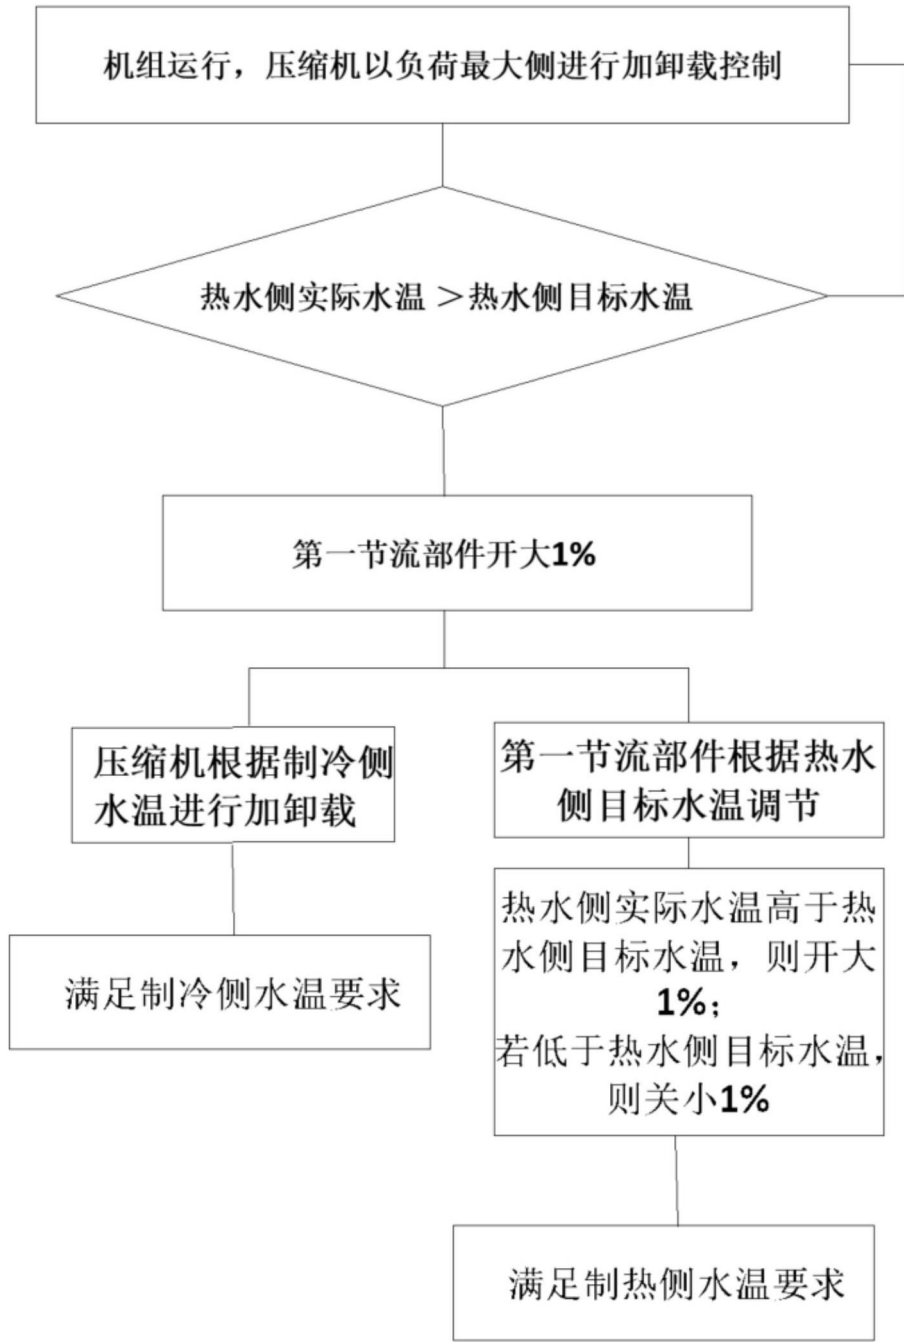 机组运行，压缩机以负荷最大侧进行加卸载控制
热水侧实际水温＞热水侧目标水温
第一节流部件开大1%
压缩机根据制冷侧
水温进行加卸载
第一节流部件根据热水
侧目标水温调节
满足制冷侧水温要求
热水侧实际水温高于热
水侧目标水温，则开大
1%；
若低于热水侧目标水温，
则关小1%
满足制热侧水温要求